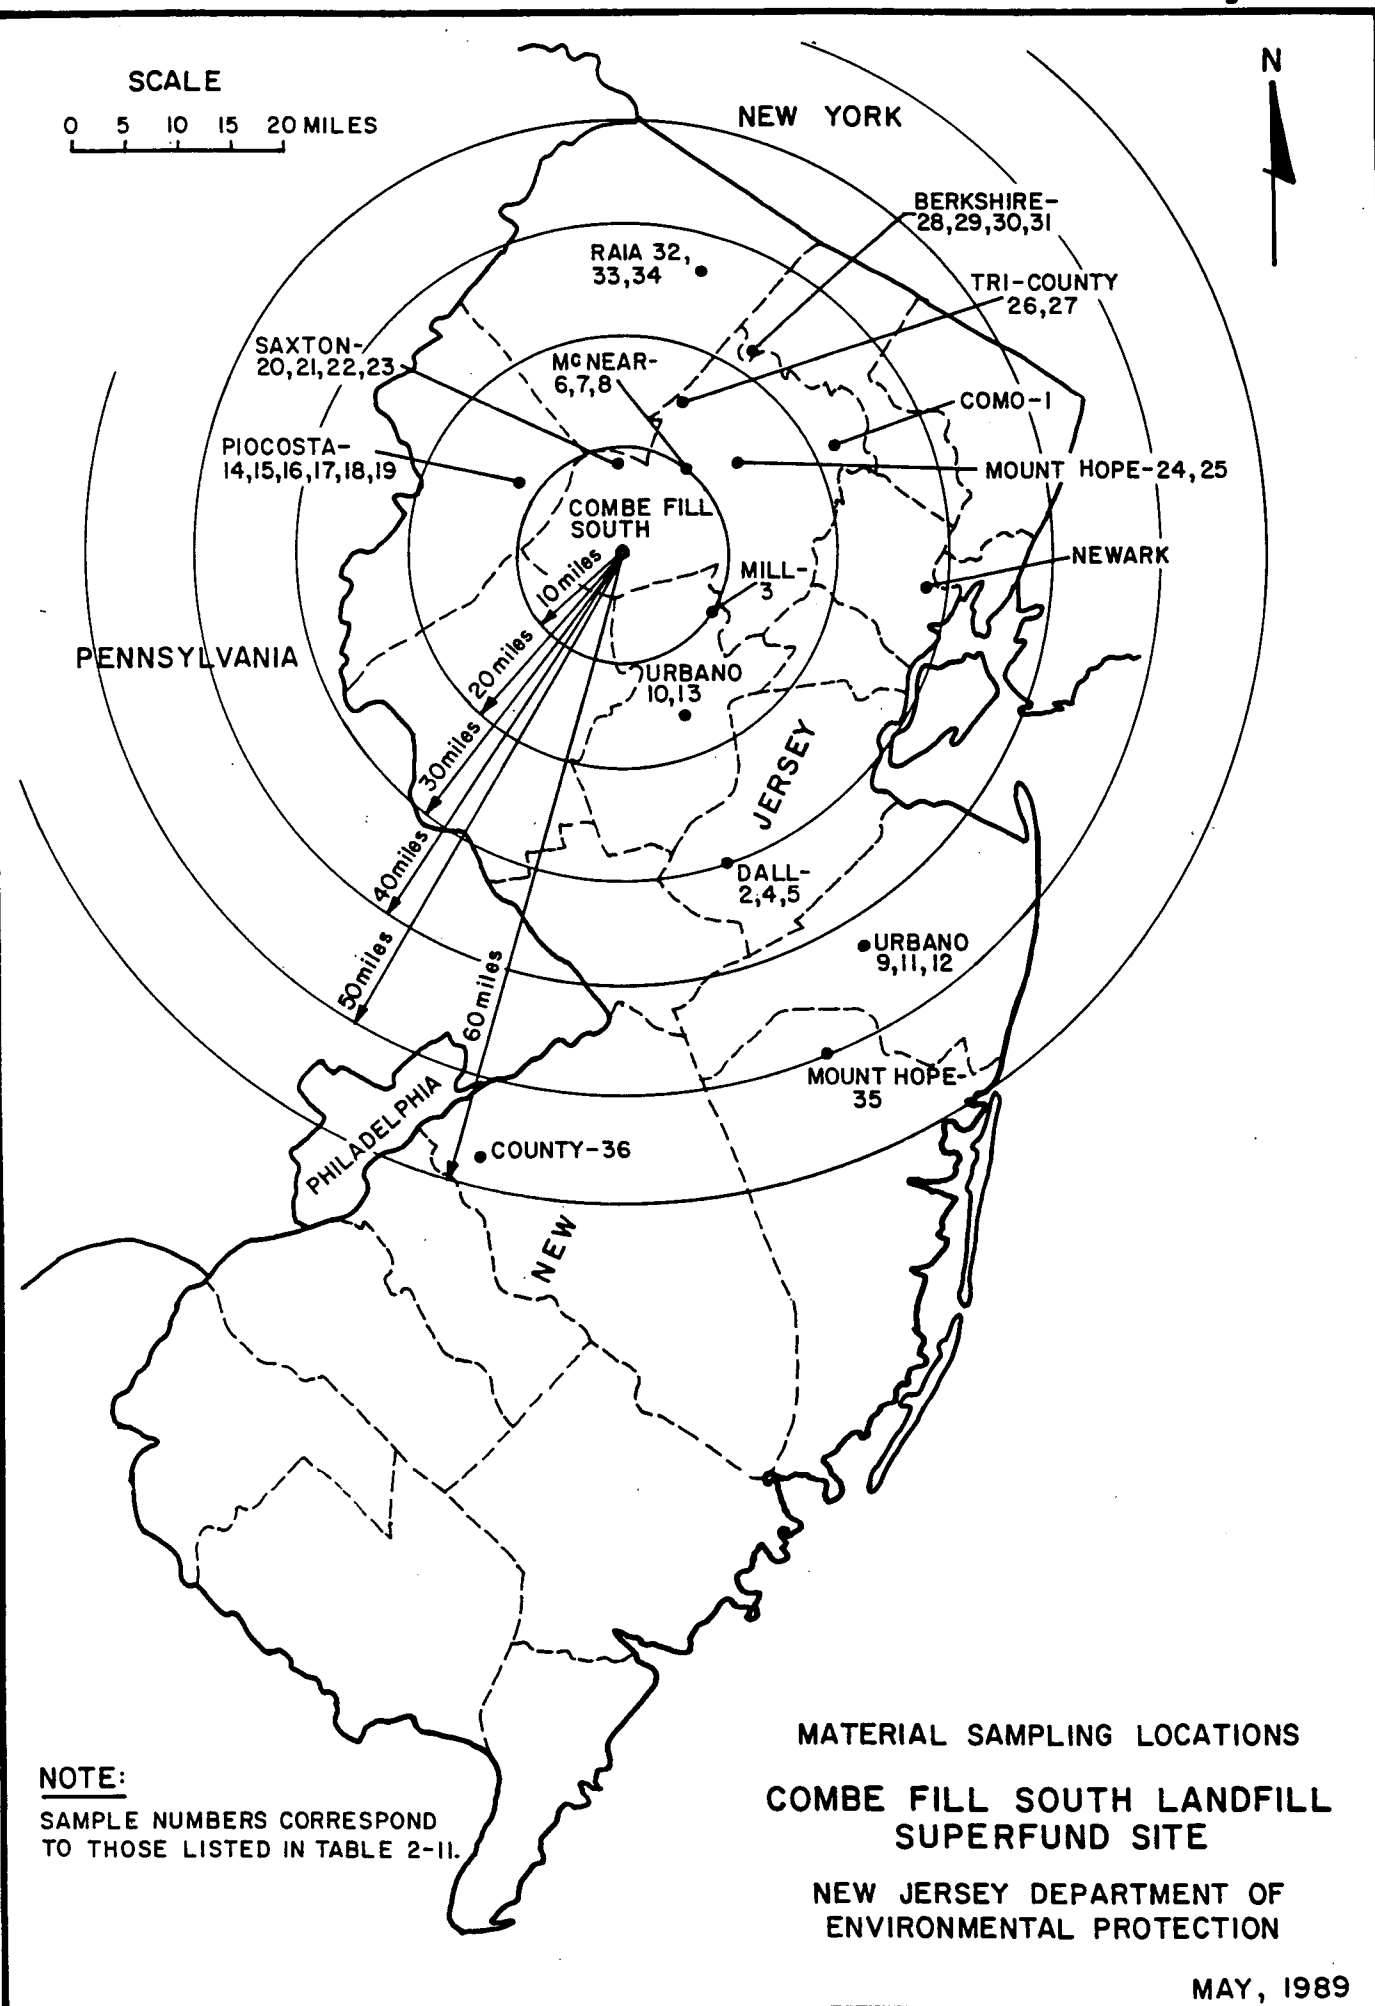 SCALE
0 5 10 15 20 MILES
NEW YORK
N
BERKSHIRE-
28,29,30,31
RAIA 32,
33,34
TRI-COUNTY
26,27
SAXTON-
20,21,22,23
McNEAR-
6,7,8
COMO-1
PIOCOSTA-
14,15,16,17,18,19
MOUNT HOPE-24,25
COMBE FILL
SOUTH
NEWARK
10miles
MILL-
3
PENNSYLVANIA
20miles
URBANO
10,13
30miles
JERSEY
40miles
DALL-
2,4,5
50miles
60miles
URBANO
9,11,12
MOUNT HOPE-
35
PHILADELPHIA
COUNTY-36
NEW
NOTE:
SAMPLE NUMBERS CORRESPOND
TO THOSE LISTED IN TABLE 2-11.
MATERIAL SAMPLING LOCATIONS
COMBE FILL SOUTH LANDFILL
SUPERFUND SITE
NEW JERSEY DEPARTMENT OF
ENVIRONMENTAL PROTECTION
MAY, 1989